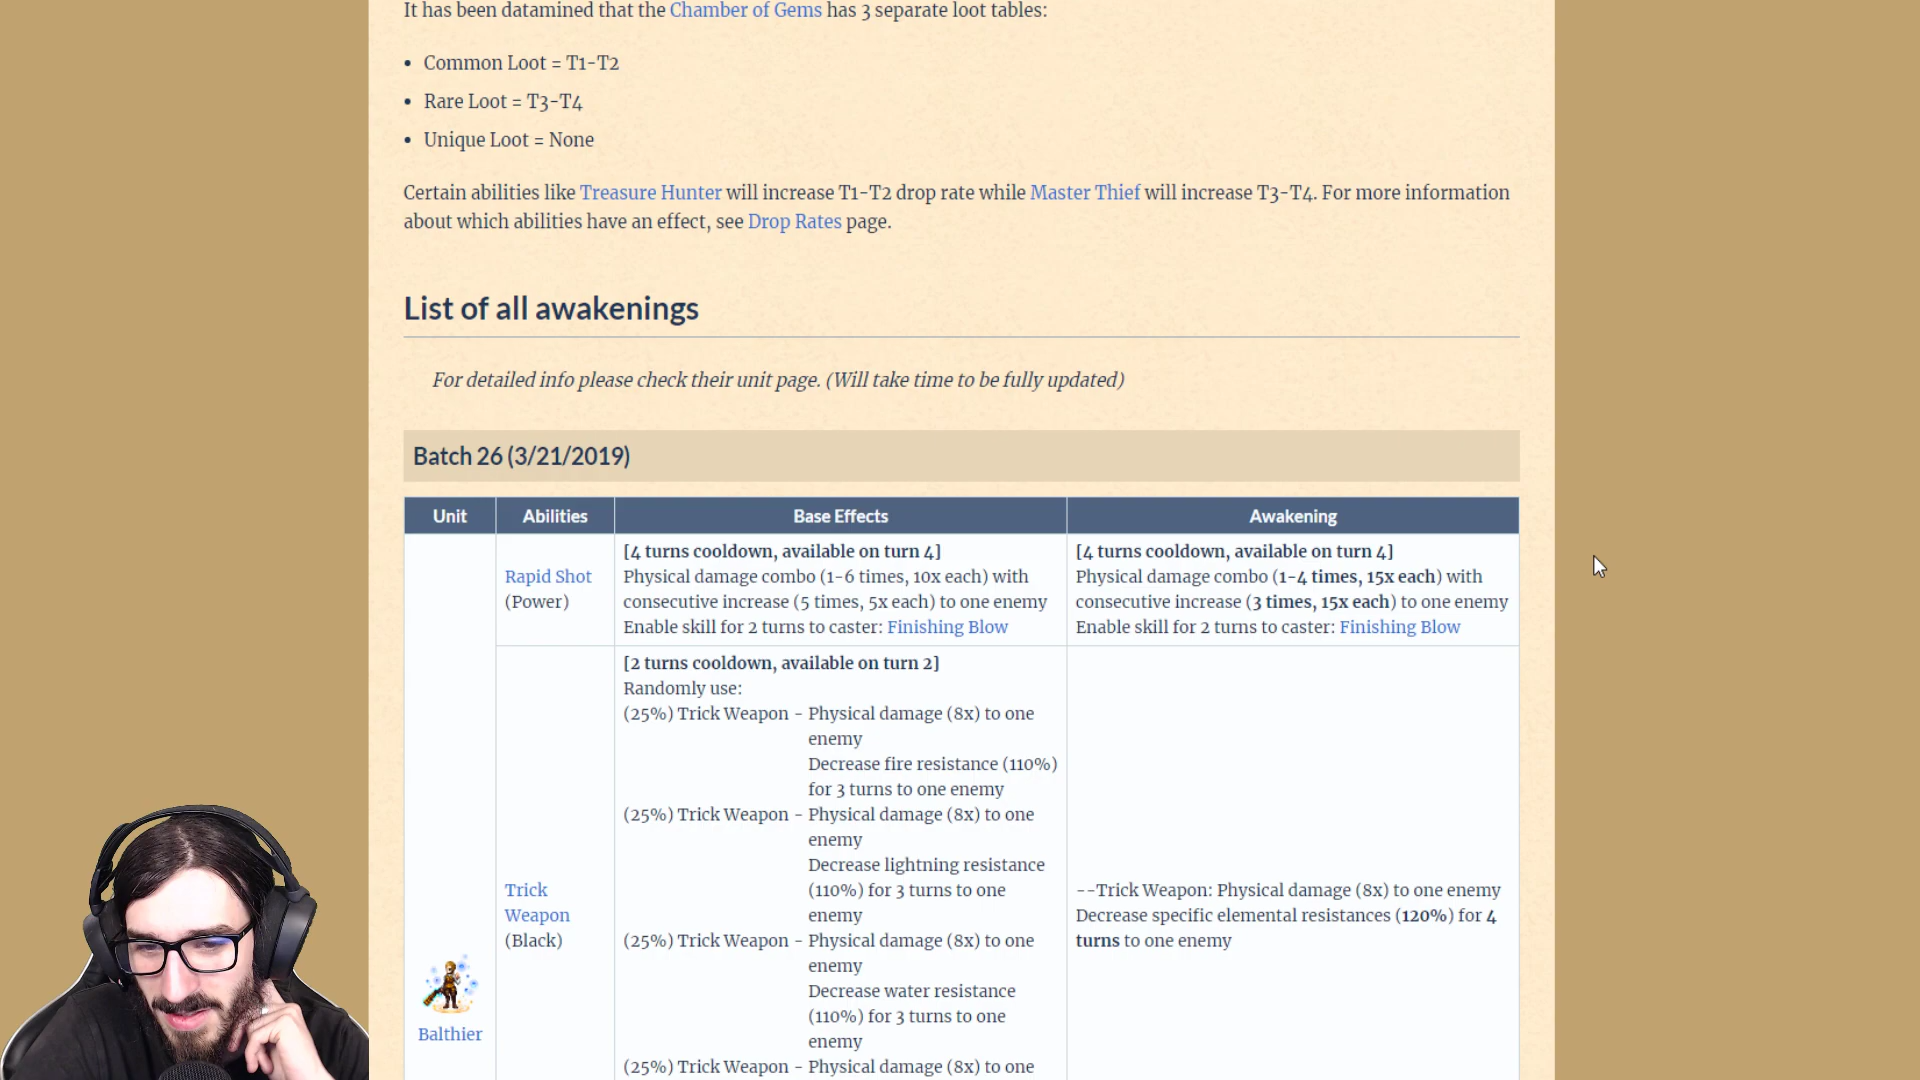 It has been datamined that the Chamber of Gems has 3 separate loot tables:
• Common Loot = T1-T2
• Rare Loot = T3-T4
• Unique Loot = None
Certain abilities like Treasure Hunter will increase T1-T2 drop rate while Master Thief will increase T3-T4. For more information
about which abilities have an effect, see Drop Rates page.
List of all awakenings
For detailed info please check their unit page. (Will take time to be fully updated)
Batch 26 (3/21/2019)
Unit Abilities Base Effects Awakening
Rapid Shot
(Power)
[4 turns cooldown, available on turn 4]
Physical damage combo (1-6 times, 10x each) with
consecutive increase (5 times, 5x each) to one enemy
Enable skill for 2 turns to caster: Finishing Blow
[4 turns cooldown, available on turn 4]
Physical damage combo (1-4 times, 15x each) with
consecutive increase (3 times, 15x each) to one enemy
Enable skill for 2 turns to caster: Finishing Blow
Trick
Weapon
(Black)
[2 turns cooldown, available on turn 2]
Randomly use:
(25%) Trick Weapon - Physical damage (8x) to one
enemy
Decrease fire resistance (110%)
for 3 turns to one enemy
(25%) Trick Weapon - Physical damage (8x) to one
enemy
Decrease lightning resistance
(110%) for 3 turns to one
enemy
(25%) Trick Weapon - Physical damage (8x) to one
enemy
Decrease water resistance
(110%) for 3 turns to one
enemy
(25%) Trick Weapon - Physical damage (8x) to one
--Trick Weapon: Physical damage (8x) to one enemy
Decrease specific elemental resistances (120%) for 4
turns to one enemy
Balthier